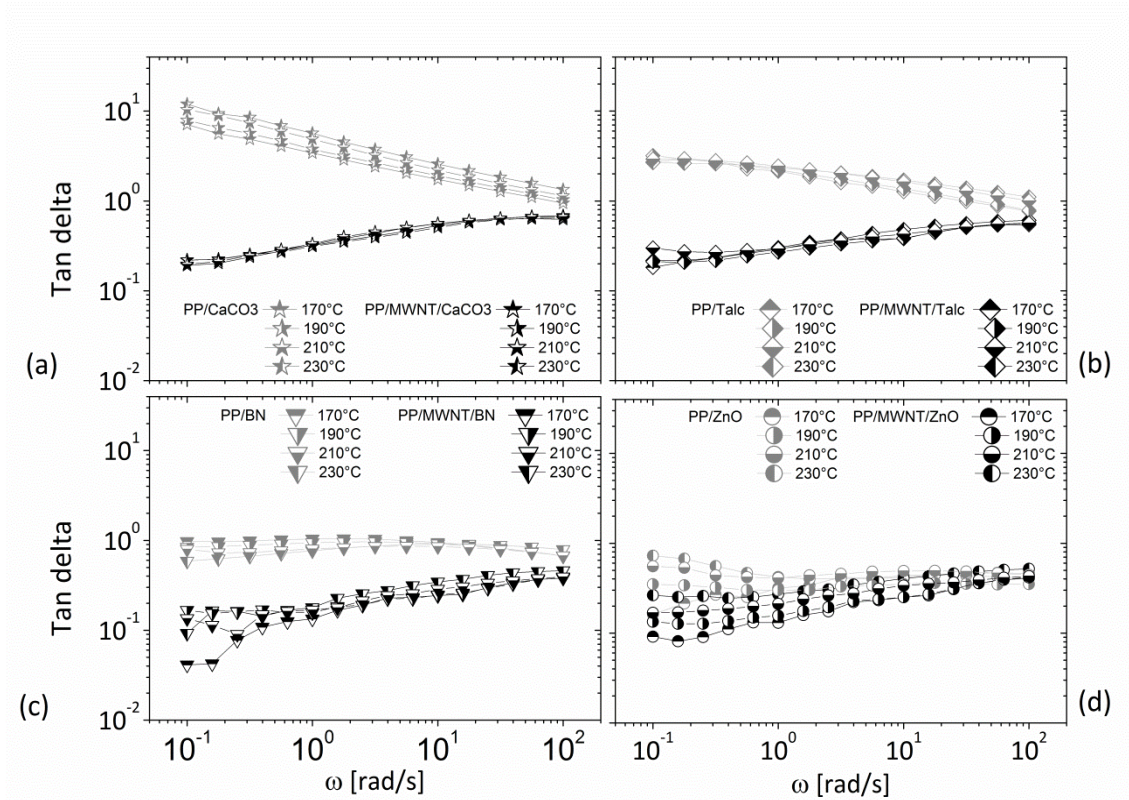 Tan delta
10^1
10^0
10^-1
10^-2
(a)
PP/CaCO3 170°C PP/MWNT/CaCO3 170°C
190°C 190°C
210°C 210°C
230°C 230°C
(b)
PP/Talc 170°C PP/MWNT/Talc 170°C
190°C 190°C
210°C 210°C
230°C 230°C
Tan delta
10^1
10^0
10^-1
10^-2
(c)
PP/BN 170°C PP/MWNT/BN 170°C
190°C 190°C
210°C 210°C
230°C 230°C
10^-1 10^0 10^1 10^2
ω [rad/s]
(d)
PP/ZnO 170°C PP/MWNT/ZnO 170°C
190°C 190°C
210°C 210°C
230°C 230°C
10^-1 10^0 10^1 10^2
ω [rad/s]